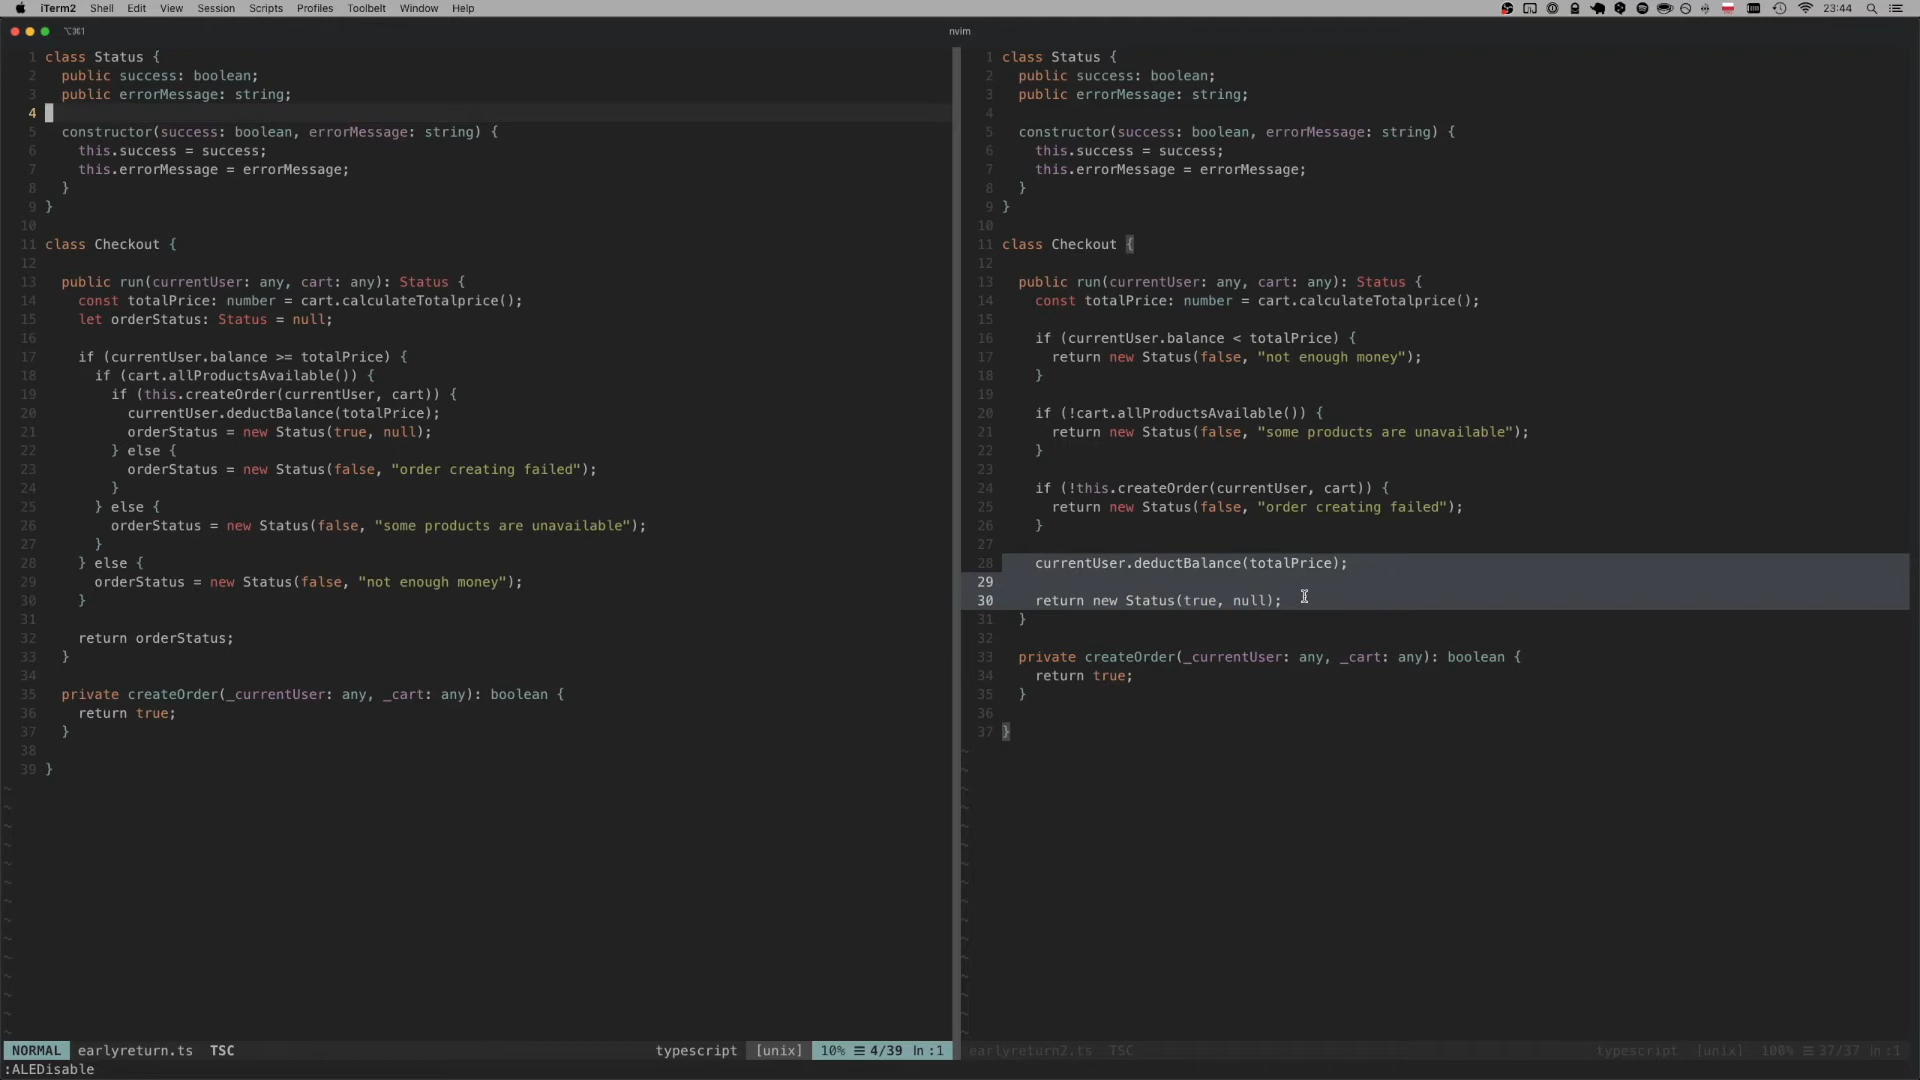 iTerm2 Shell Edit View Session Scripts Profiles Toolbelt Window Help 23:44
⌥⌘1 nvim
1 class Status {
2   public success: boolean;
3   public errorMessage: string;
4
5   constructor(success: boolean, errorMessage: string) {
6     this.success = success;
7     this.errorMessage = errorMessage;
8   }
9 }
10
11 class Checkout {
12
13   public run(currentUser: any, cart: any): Status {
14     const totalPrice: number = cart.calculateTotalprice();
15     let orderStatus: Status = null;
16
17     if (currentUser.balance >= totalPrice) {
18       if (cart.allProductsAvailable()) {
19         if (this.createOrder(currentUser, cart)) {
20           currentUser.deductBalance(totalPrice);
21           orderStatus = new Status(true, null);
22         } else {
23           orderStatus = new Status(false, "order creating failed");
24         }
25       } else {
26         orderStatus = new Status(false, "some products are unavailable");
27       }
28     } else {
29       orderStatus = new Status(false, "not enough money");
30     }
31
32     return orderStatus;
33   }
34
35   private createOrder(_currentUser: any, _cart: any): boolean {
36     return true;
37   }
38
39 }
NORMAL earlyreturn.ts TSC typescript [unix] 10% ☰ 4/39 ln :1
:ALEDisable
1 class Status {
2   public success: boolean;
3   public errorMessage: string;
4
5   constructor(success: boolean, errorMessage: string) {
6     this.success = success;
7     this.errorMessage = errorMessage;
8   }
9 }
10
11 class Checkout {
12
13   public run(currentUser: any, cart: any): Status {
14     const totalPrice: number = cart.calculateTotalprice();
15
16     if (currentUser.balance < totalPrice) {
17       return new Status(false, "not enough money");
18     }
19
20     if (!cart.allProductsAvailable()) {
21       return new Status(false, "some products are unavailable");
22     }
23
24     if (!this.createOrder(currentUser, cart)) {
25       return new Status(false, "order creating failed");
26     }
27
28     currentUser.deductBalance(totalPrice);
29
30     return new Status(true, null);
31   }
32
33   private createOrder(_currentUser: any, _cart: any): boolean {
34     return true;
35   }
36
37 }
earlyreturn2.ts TSC typescript [unix] 100% ☰ 37/37 ln :1